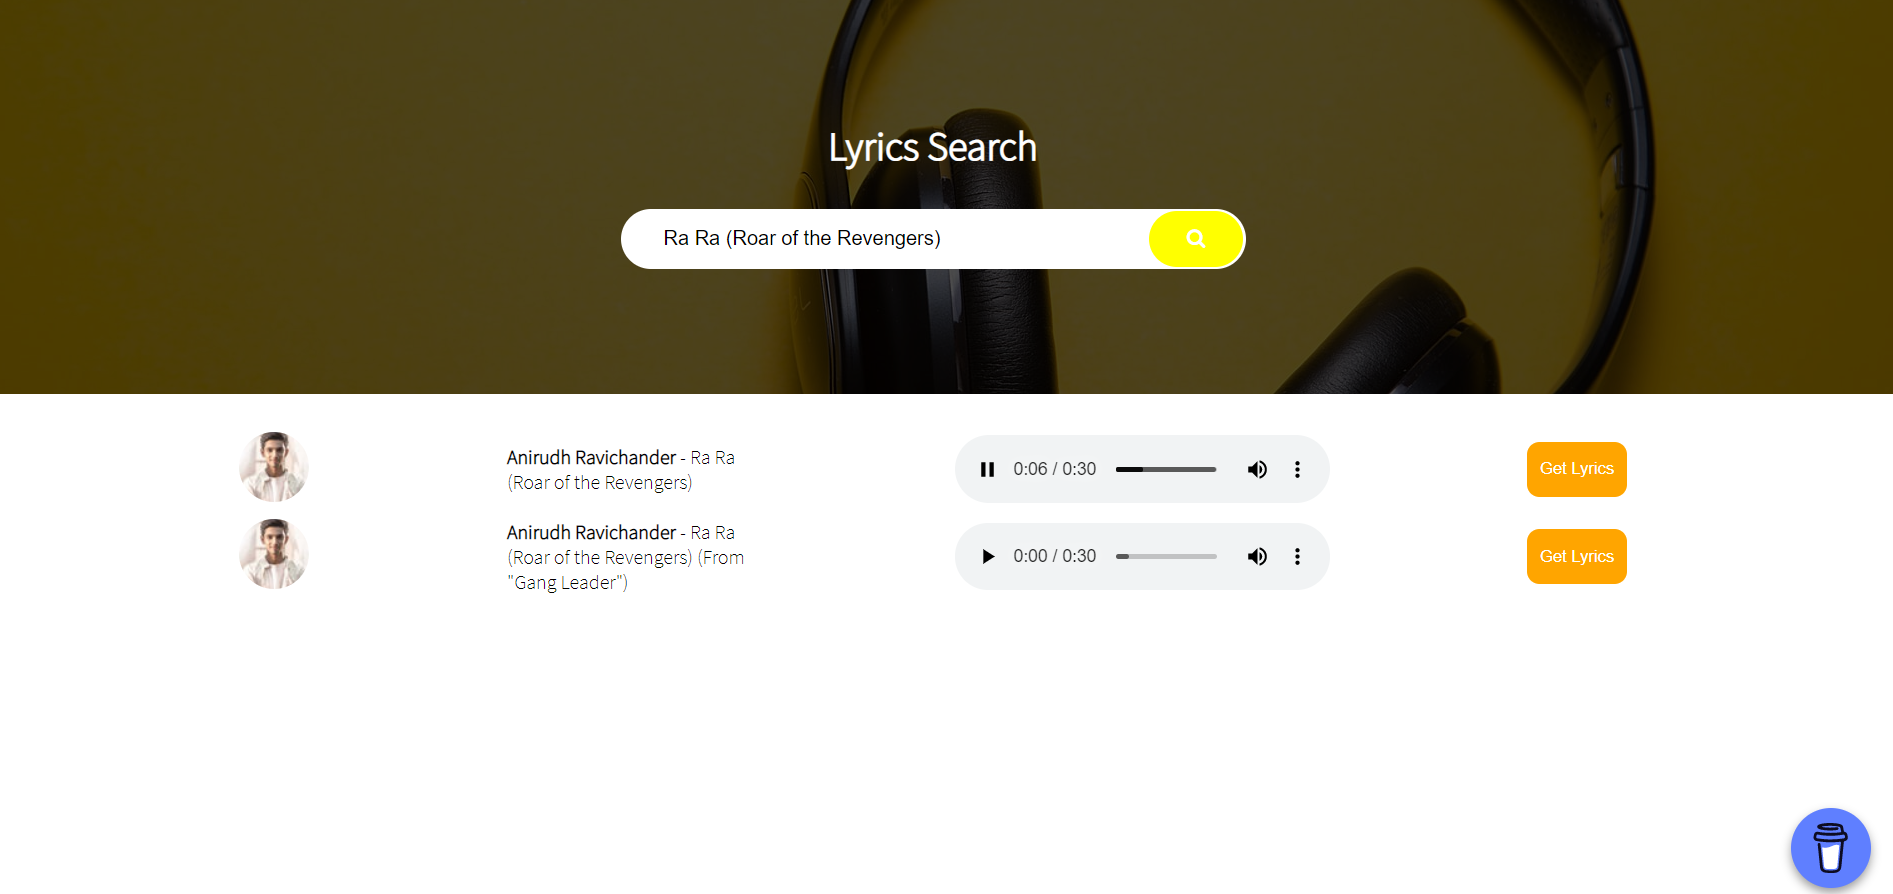 Lyrics Search
Ra Ra (Roar of the Revengers)
Anirudh Ravichander - Ra Ra
(Roar of the Revengers)
0:06 / 0:30
Get Lyrics
Anirudh Ravichander - Ra Ra
(Roar of the Revengers) (From
"Gang Leader")
0:00 / 0:30
Get Lyrics